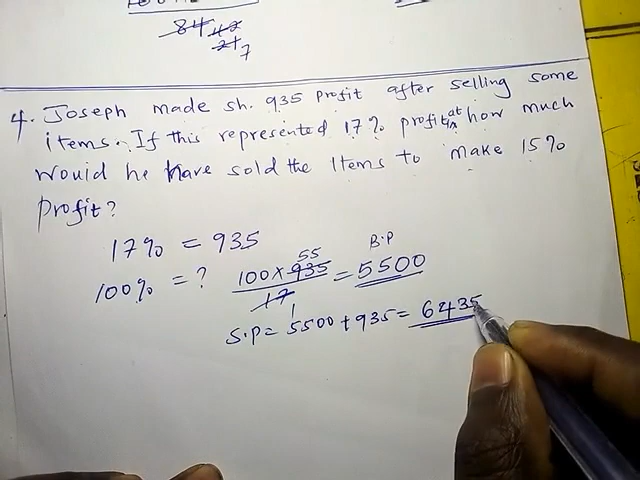 84 42
21 7
4. Joseph made sh. 935 profit after selling some
items. If this represented 17% profit, at how much
would he have sold the items to make 15%
profit?
17% = 935
100% = ? 100 x 935 55 / 17 1 = 5500 B.P
S.P = 5500 + 935 = 6435